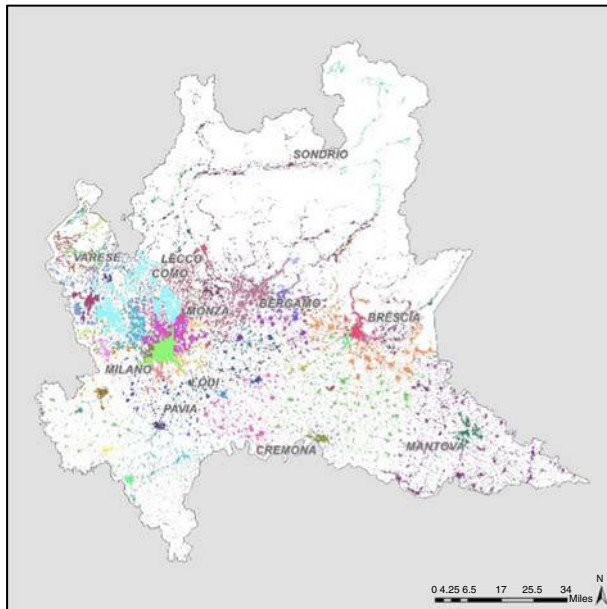 SONDRIO
VARESE
LECCO
COMO
BERGAMO
MONZA
BRESCIA
MILANO
LODI
PAVIA
CREMONA
MANTOVA
N
0 4.25 6.5 17 25.5 34
Miles